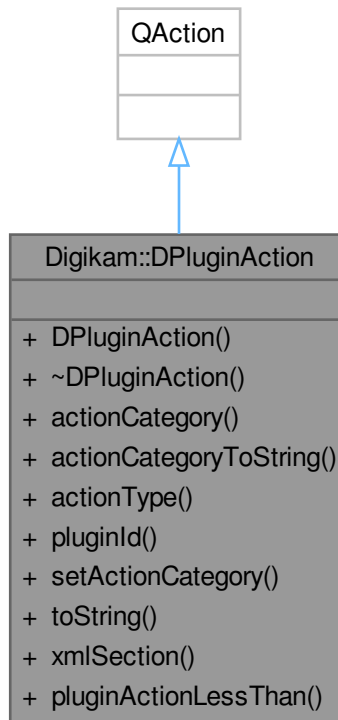 QAction
Digikam::DPluginAction
+ DPluginAction()
+ ~DPluginAction()
+ actionCategory()
+ actionCategoryToString()
+ actionType()
+ pluginId()
+ setActionCategory()
+ toString()
+ xmlSection()
+ pluginActionLessThan()